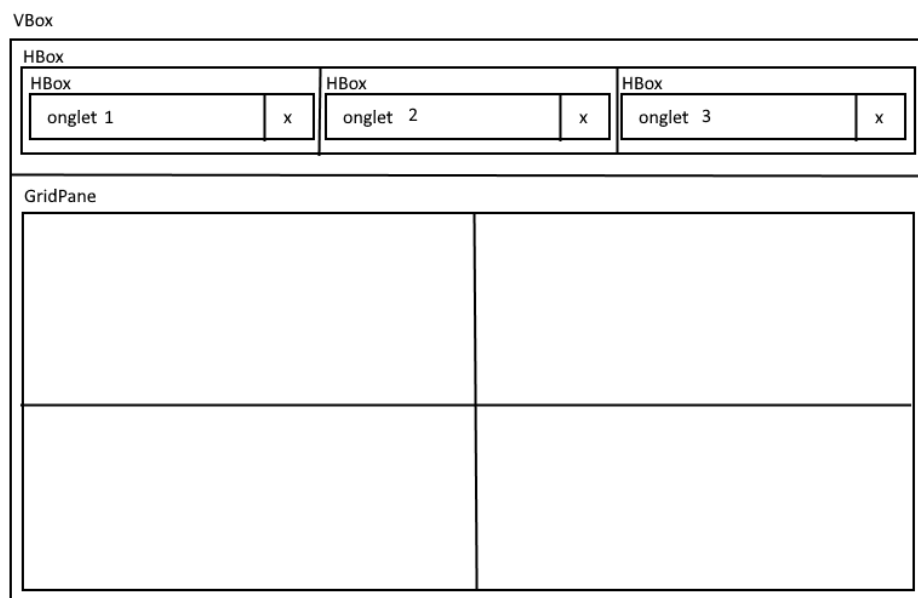 VBox
HBox
HBox HBox HBox
onglet 1 x onglet 2 x onglet 3 x
GridPane